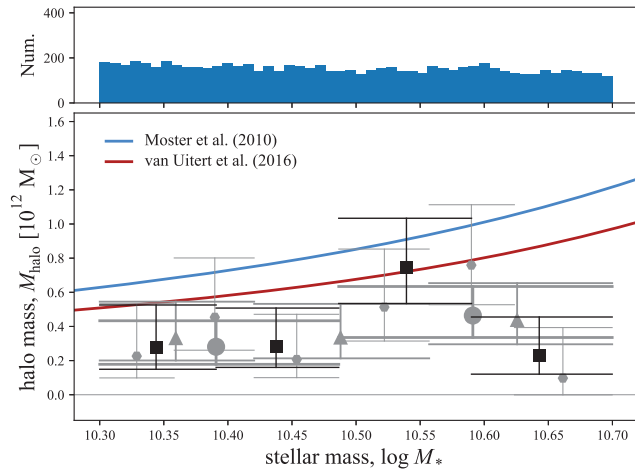 400
200
0
Num.
Moster et al. (2010)
van Uitert et al. (2016)
1.6
1.4
1.2
1.0
0.8
0.6
0.4
0.2
0.0
halo mass, M_halo [10^12 M_⊙]
10.30 10.35 10.40 10.45 10.50 10.55 10.60 10.65 10.70
stellar mass, log M_*